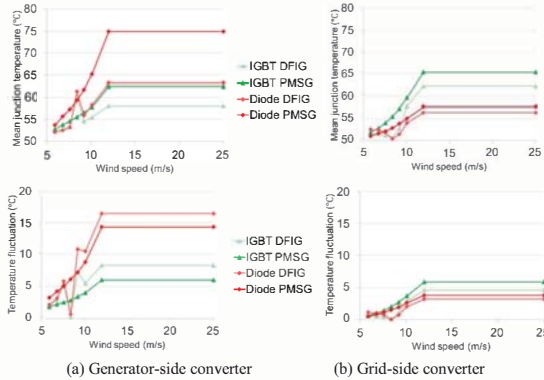 Mean junction temperature (°C)
80
75
70
65
60
55
50
5
10
15
20
25
Wind speed (m/s)
IGBT DFIG
IGBT PMSG
Diode DFIG
Diode PMSG
Mean junction temperature (°C)
80
75
70
65
60
55
50
5
10
15
20
25
Wind speed (m/s)
Temperature fluctuation (°C)
20
15
10
5
0
5
10
15
20
25
Wind speed (m/s)
IGBT DFIG
IGBT PMSG
Diode DFIG
Diode PMSG
Temperature fluctuation (°C)
20
15
10
5
0
5
10
15
20
25
Wind speed (m/s)
(a) Generator-side converter
(b) Grid-side converter